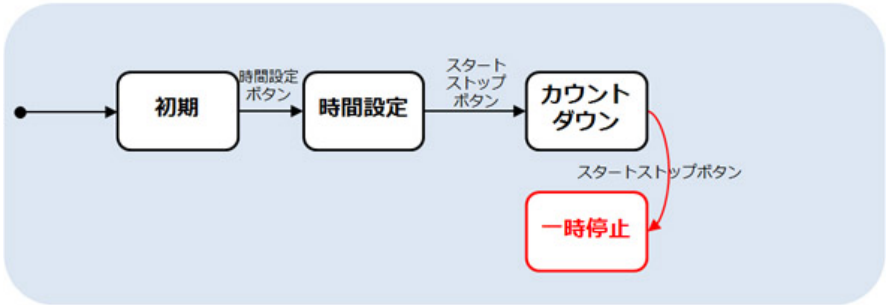 初期
時間設定
ボタン
時間設定
スタート
ストップ
ボタン
カウント
ダウン
スタートストップボタン
一時停止